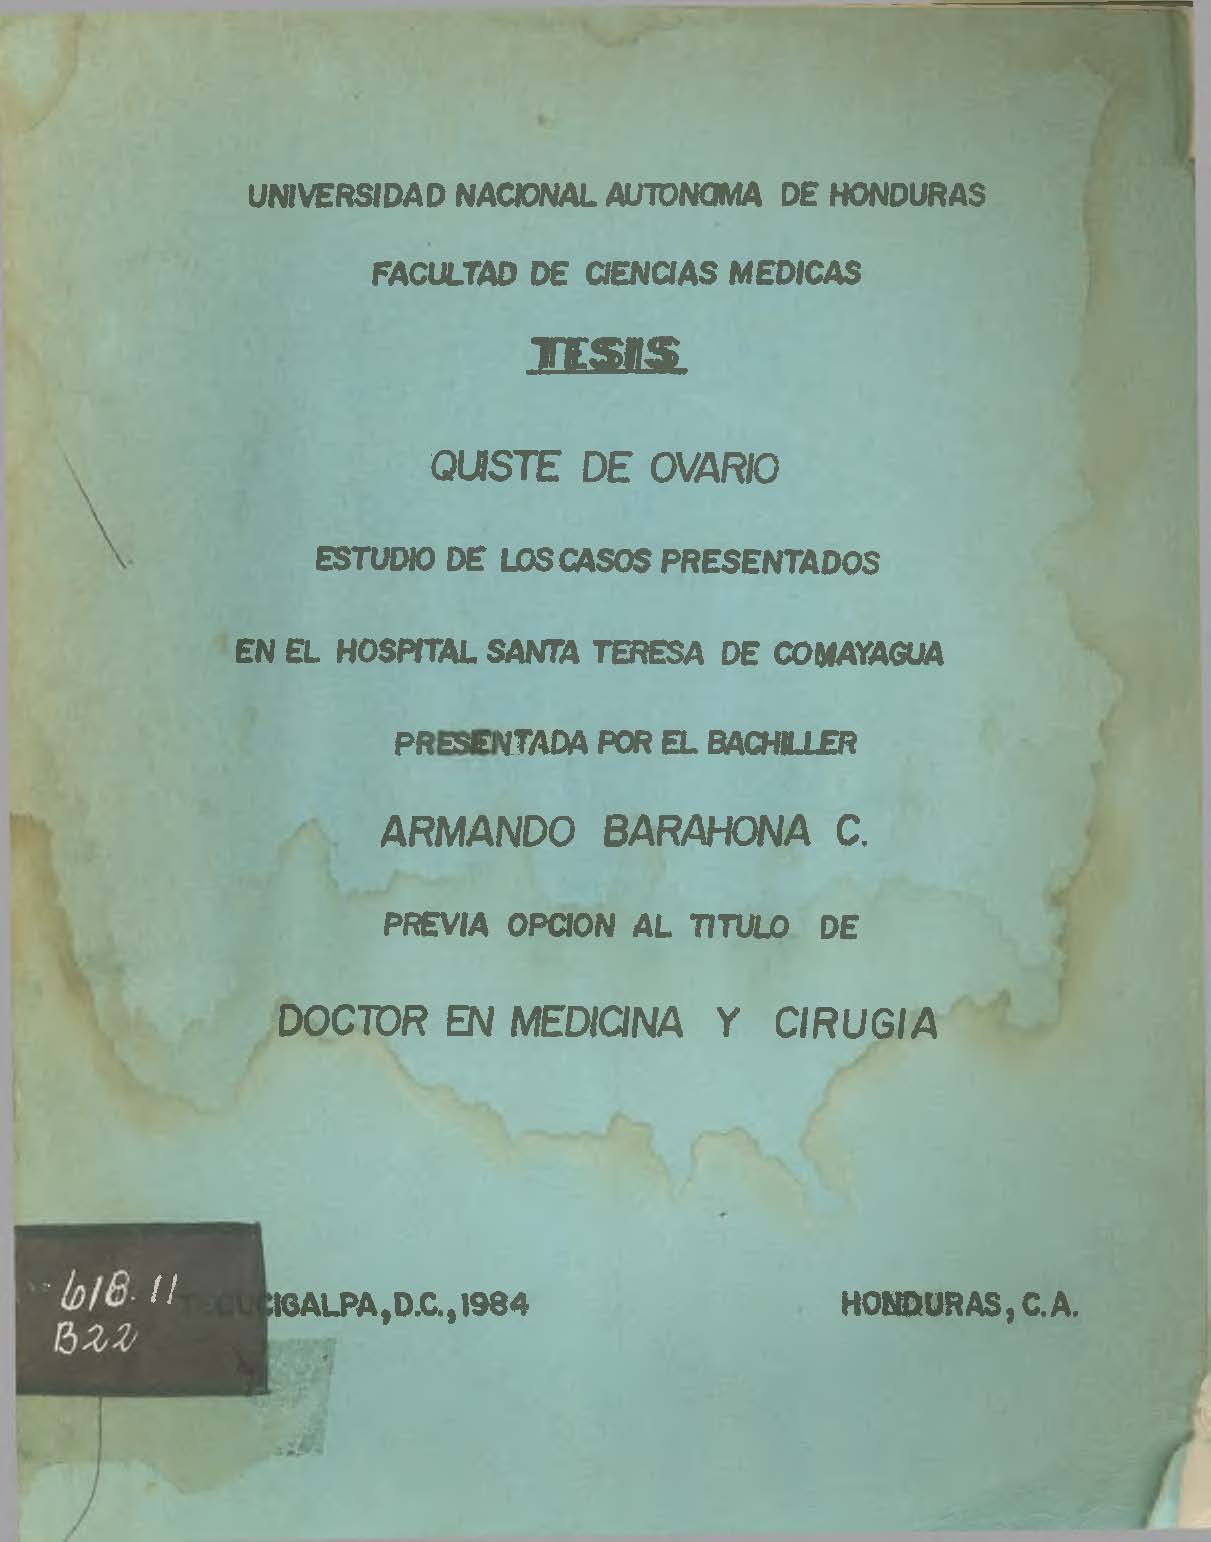 UNIVERSIDAD NACIONAL AUTONOMA DE HONDURAS
FACULTAD DE CIENCIAS MEDICAS
TESIS
QUISTE DE OVARIO
ESTUDIO DE LOS CASOS PRESENTADOS
EN EL HOSPITAL SANTA TERESA DE COMAYAGUA
PRESENTADA POR EL BACHILLER
ARMANDO BARAHONA C.
PREVIA OPCION AL TITULO DE
DOCTOR EN MEDICINA Y CIRUGIA
618.11
B22
TEGUCIGALPA, D.C., 1984 HONDURAS, C.A.